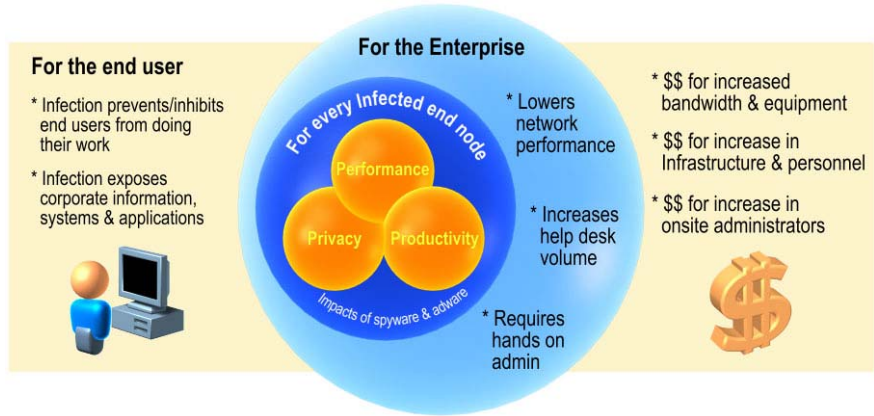 For the end user
* Infection prevents/inhibits
end users from doing
their work
* Infection exposes
corporate information,
systems & applications
For the Enterprise
For every Infected end node
Performance
Privacy
Productivity
Impacts of spyware & adware
* Lowers
network
performance
* Increases
help desk
volume
* Requires
hands on
admin
* $$ for increased
bandwidth & equipment
* $$ for increase in
Infrastructure & personnel
* $$ for increase in
onsite administrators
$